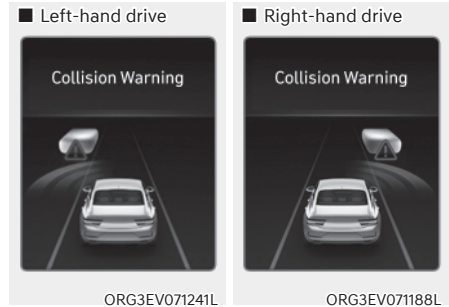 ■ Left-hand drive
Collision Warning
ORG3EV071241L
■ Right-hand drive
Collision Warning
ORG3EV071188L